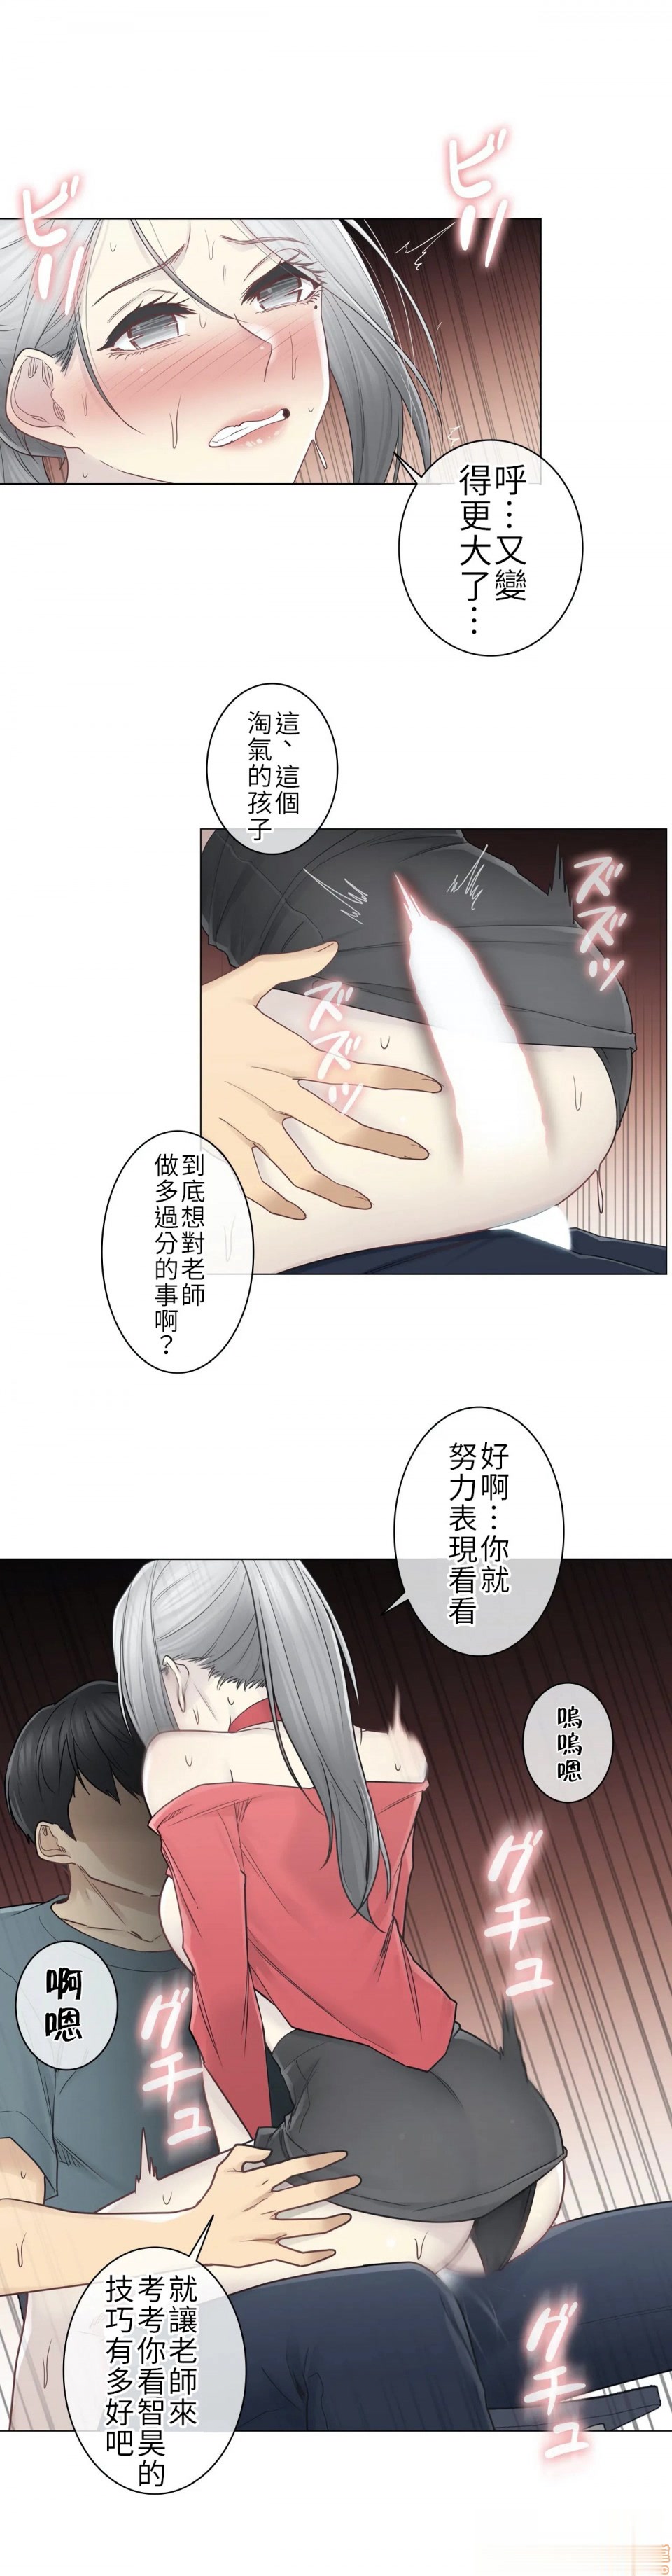 ビリ
ビリ
呼…又變
得更大了…
這、這個
淘氣的孩子
ズズッ
ズズッ
到底想對老師
做多過分的事啊？
好啊…你就
努力表現看看
嗚嗚嗯
グチュ
啊嗯
グチュ
就讓老師來
考考你看智昊的
技巧有多好吧
グチュ